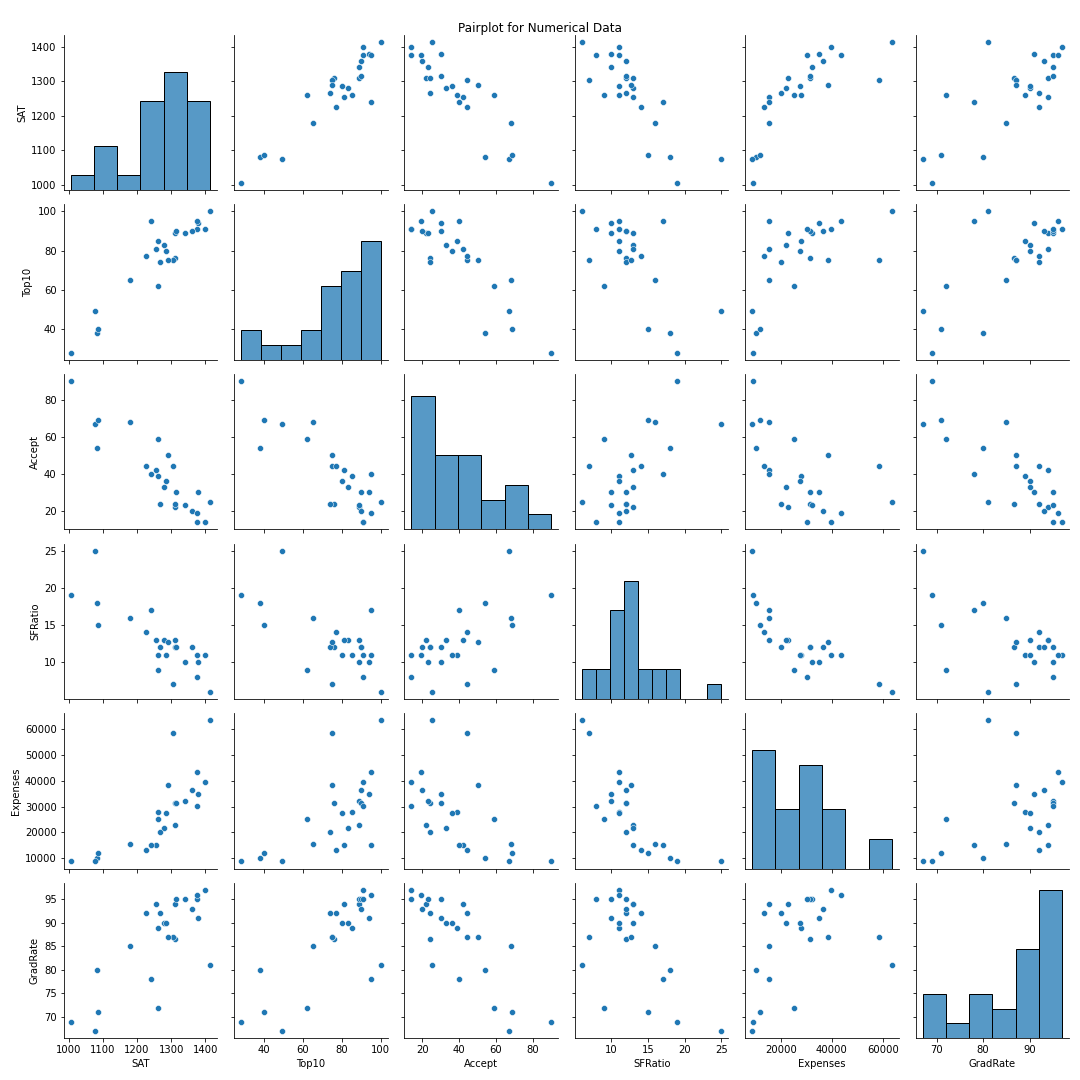 Pairplot for Numerical Data
1400
1300
1200
1100
1000
SAT
100
80
60
40
Top10
80
60
40
20
Accept
25
20
15
10
SFRatio
60000
50000
40000
30000
20000
10000
Expenses
95
90
85
80
75
70
GradRate
1000 1100 1200 1300 1400
SAT
40 60 80 100
Top10
20 40 60 80
Accept
10 15 20 25
SFRatio
20000 40000 60000
Expenses
70 80 90
GradRate